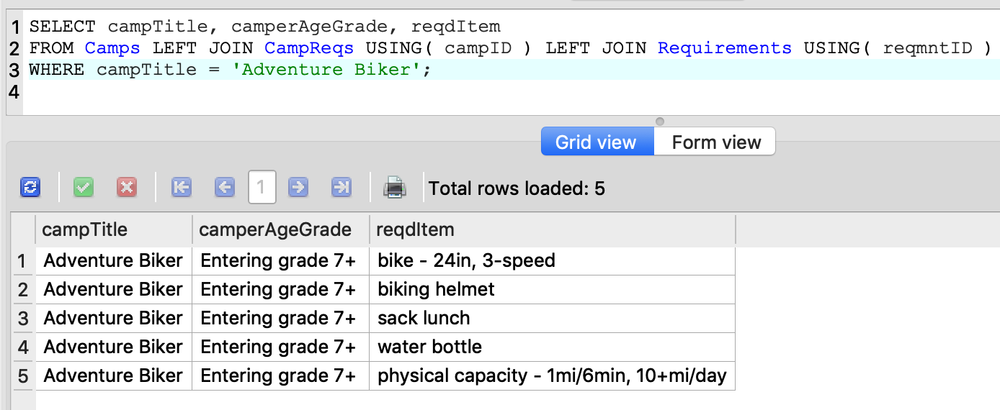 1 SELECT campTitle, camperAgeGrade, reqdItem
2 FROM Camps LEFT JOIN CampReqs USING( campID ) LEFT JOIN Requirements USING( reqmntID )
3 WHERE campTitle = 'Adventure Biker';
4
Grid view Form view
1 Total rows loaded: 5
campTitle camperAgeGrade reqdItem
1 Adventure Biker Entering grade 7+ bike - 24in, 3-speed
2 Adventure Biker Entering grade 7+ biking helmet
3 Adventure Biker Entering grade 7+ sack lunch
4 Adventure Biker Entering grade 7+ water bottle
5 Adventure Biker Entering grade 7+ physical capacity - 1mi/6min, 10+mi/day